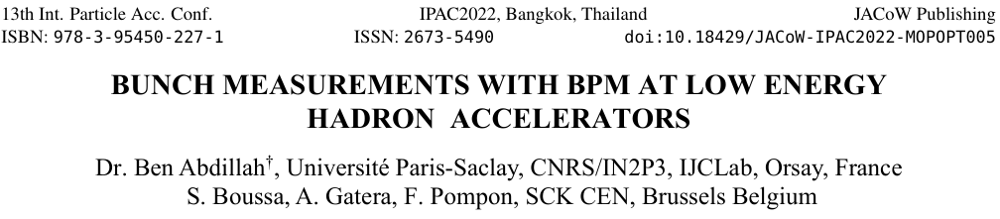 13th Int. Particle Acc. Conf. IPAC2022, Bangkok, Thailand JACoW Publishing
ISBN: 978-3-95450-227-1 ISSN: 2673-5490 doi:10.18429/JACoW-IPAC2022-MOPOPT005
BUNCH MEASUREMENTS WITH BPM AT LOW ENERGY
HADRON ACCELERATORS
Dr. Ben Abdillah†, Université Paris-Saclay, CNRS/IN2P3, IJCLab, Orsay, France
S. Boussa, A. Gatera, F. Pompon, SCK CEN, Brussels Belgium